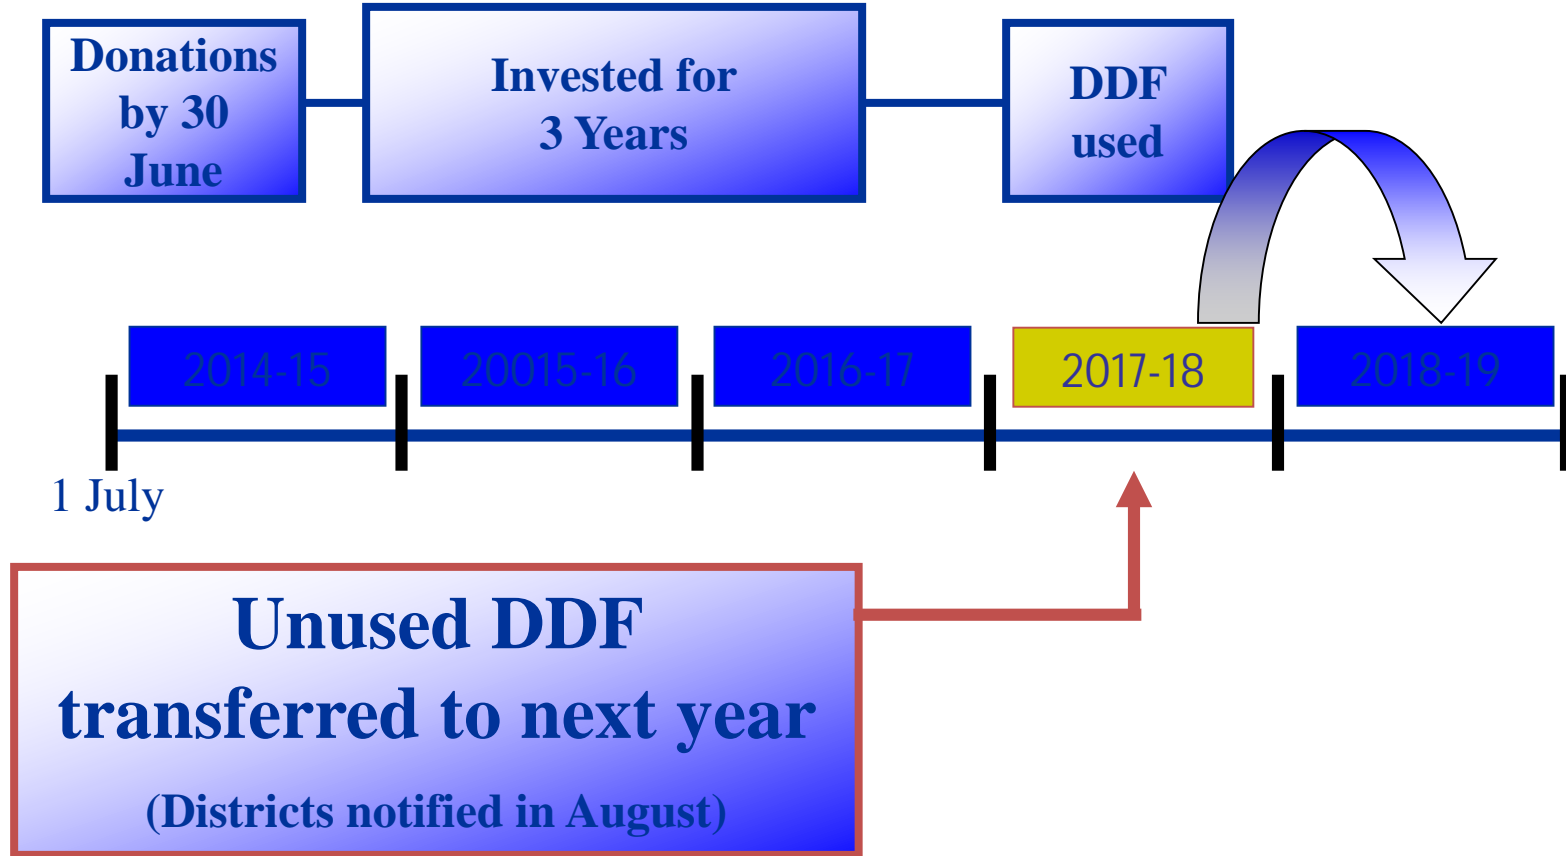 Donations
by 30
June
Invested for
3 Years
DDF
used
2014-15
20015-16
2016-17
2017-18
2018-19
1 July
Unused DDF
transferred to next year
(Districts notified in August)